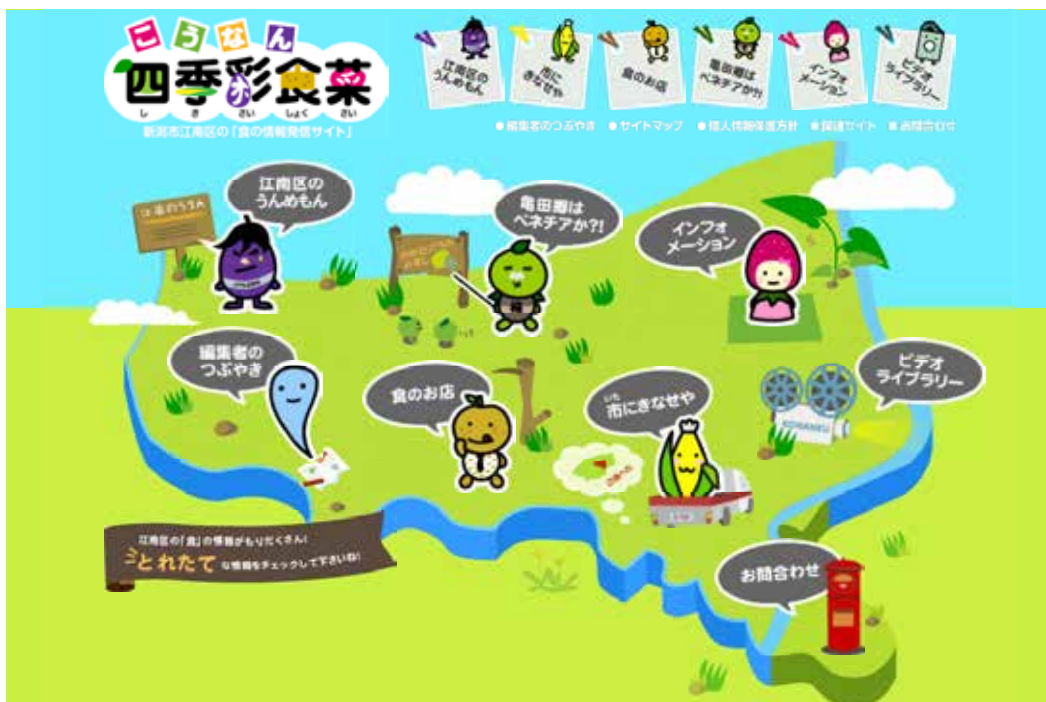 こうなん
四季彩食菜
し き さい しょく さい
新潟市江南区の「食の情報発信サイト」
江南区の
うんめもん
市に
きなせや
食のお店
亀田郷は
ベネチアか?!
インフォ
メーション
ビデオ
ライブラリー
●編集者のつぶやき ●サイトマップ ●個人情報保護方針 ●関連サイト ●お問合わせ
江南区の
うんめもん
亀田郷は
ベネチアか?!
インフォ
メーション
編集者の
つぶやき
食のお店
いち
市にきなせや
ビデオ
ライブラリー
KONANKU
江南区の「食」の情報がもりだくさん!
とれたて な情報をチェックして下さいね!
お問合わせ